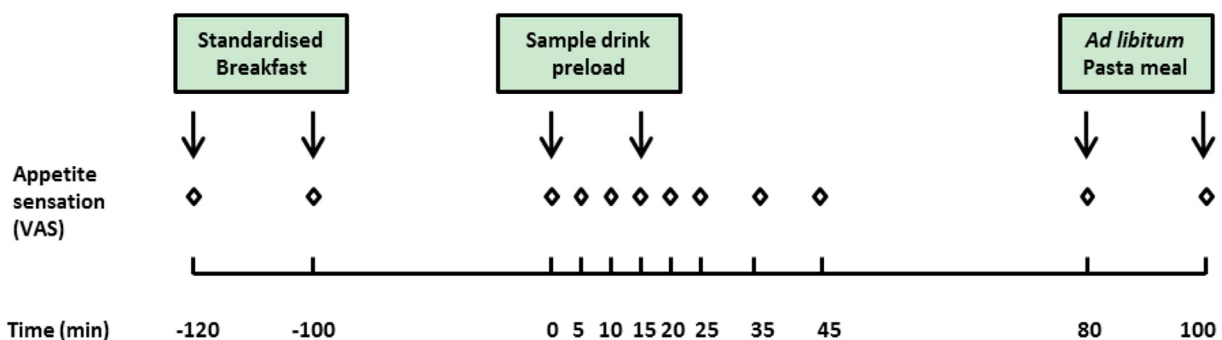 Standardised
Breakfast
Sample drink
preload
Ad libitum
Pasta meal
Appetite
sensation
(VAS)
Time (min) -120 -100 0 5 10 15 20 25 35 45 80 100